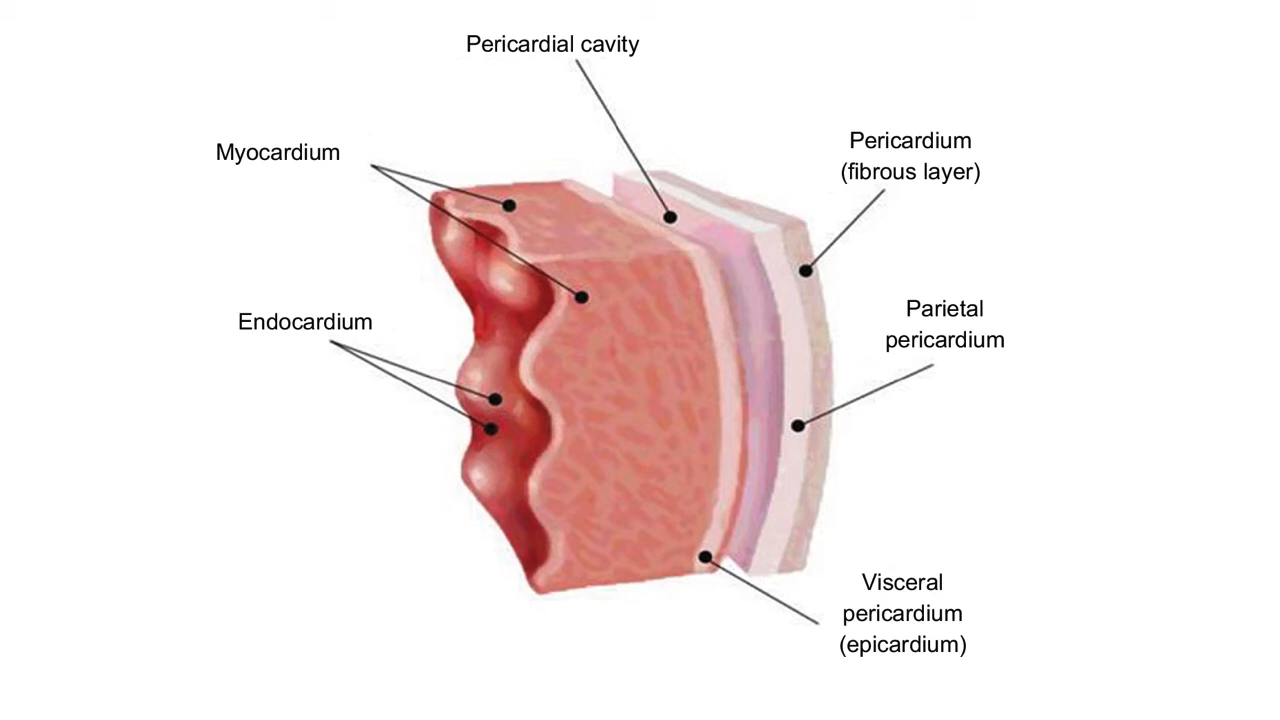 Pericardial cavity
Myocardium
Pericardium
(fibrous layer)
Endocardium
Parietal
pericardium
Visceral
pericardium
(epicardium)